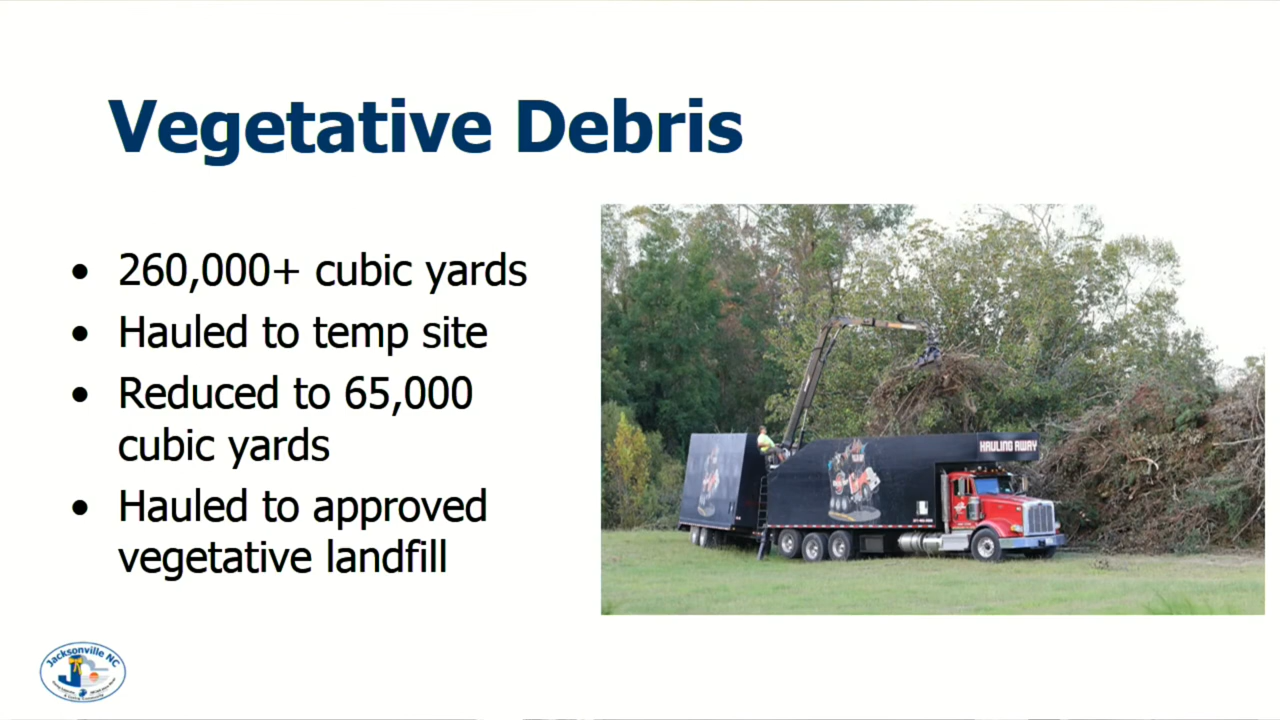 Vegetative Debris
• 260,000+ cubic yards
• Hauled to temp site
• Reduced to 65,000
cubic yards
• Hauled to approved
vegetative landfill
HAULING AWAY
Jacksonville NC